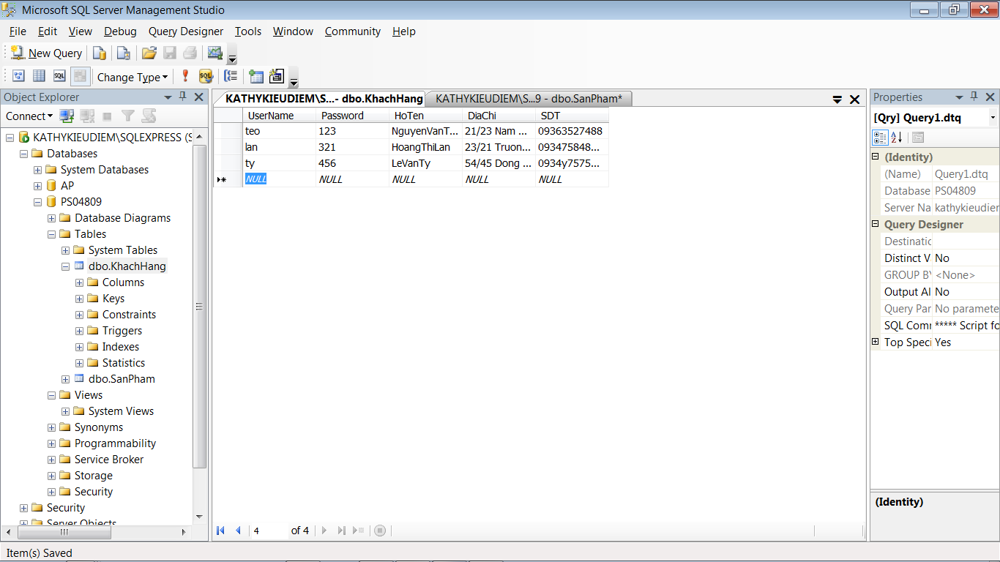 Microsoft SQL Server Management Studio
File Edit View Debug Query Designer Tools Window Community Help
New Query
SQL Change Type
Object Explorer
Connect
KATHYKIEUDIEM\SQLEXPRESS (S
Databases
System Databases
AP
PS04809
Database Diagrams
Tables
System Tables
dbo.KhachHang
Columns
Keys
Constraints
Triggers
Indexes
Statistics
dbo.SanPham
Views
System Views
Synonyms
Programmability
Service Broker
Storage
Security
Security
Server Objects
KATHYKIEUDIEM\S...- dbo.KhachHang KATHYKIEUDIEM\S...9 - dbo.SanPham*
UserName Password HoTen DiaChi SDT
teo 123 NguyenVanT... 21/23 Nam ... 09363527488
lan 321 HoangThiLan 23/21 Truon... 093475848...
ty 456 LeVanTy 54/45 Dong ... 0934y7575...
NULL NULL NULL NULL NULL
4 of 4
Properties
[Qry] Query1.dtq
(Identity)
(Name) Query1.dtq
Database PS04809
Server Na kathykieudier
Query Designer
Destinatic
Distinct V No
GROUP BY <None>
Output Al No
Query Par No paramete
SQL Comr ***** Script fo
Top Speci Yes
(Identity)
Item(s) Saved